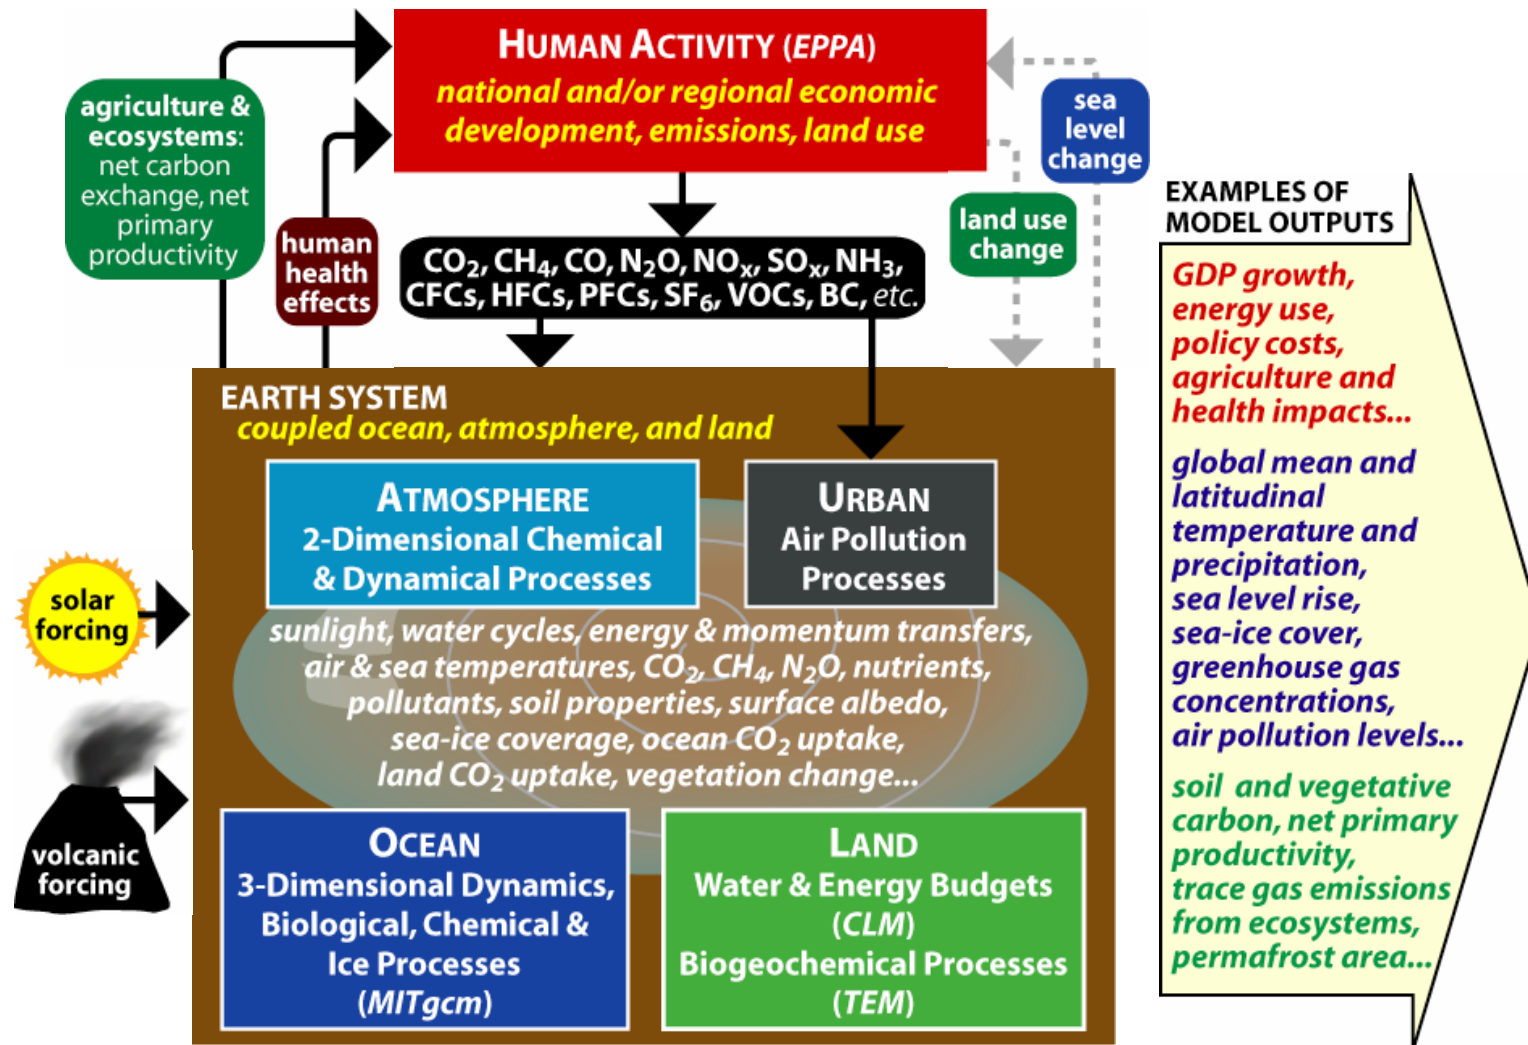 HUMAN ACTIVITY (EPPA)
national and/or regional economic
development, emissions, land use
agriculture &
ecosystems:
net carbon
exchange, net
primary
productivity
human
health
effects
sea
level
change
land use
change
CO₂, CH₄, CO, N₂O, NOₓ, SOₓ, NH₃,
CFCs, HFCs, PFCs, SF₆, VOCs, BC, etc.
EARTH SYSTEM
coupled ocean, atmosphere, and land
ATMOSPHERE
2-Dimensional Chemical
& Dynamical Processes
URBAN
Air Pollution
Processes
solar
forcing
volcanic
forcing
sunlight, water cycles, energy & momentum transfers,
air & sea temperatures, CO₂, CH₄, N₂O, nutrients,
pollutants, soil properties, surface albedo,
sea-ice coverage, ocean CO₂ uptake,
land CO₂ uptake, vegetation change...
OCEAN
3-Dimensional Dynamics,
Biological, Chemical &
Ice Processes
(MITgcm)
LAND
Water & Energy Budgets
(CLM)
Biogeochemical Processes
(TEM)
EXAMPLES OF
MODEL OUTPUTS
GDP growth,
energy use,
policy costs,
agriculture and
health impacts...
global mean and
latitudinal
temperature and
precipitation,
sea level rise,
sea-ice cover,
greenhouse gas
concentrations,
air pollution levels...
soil and vegetative
carbon, net primary
productivity,
trace gas emissions
from ecosystems,
permafrost area...